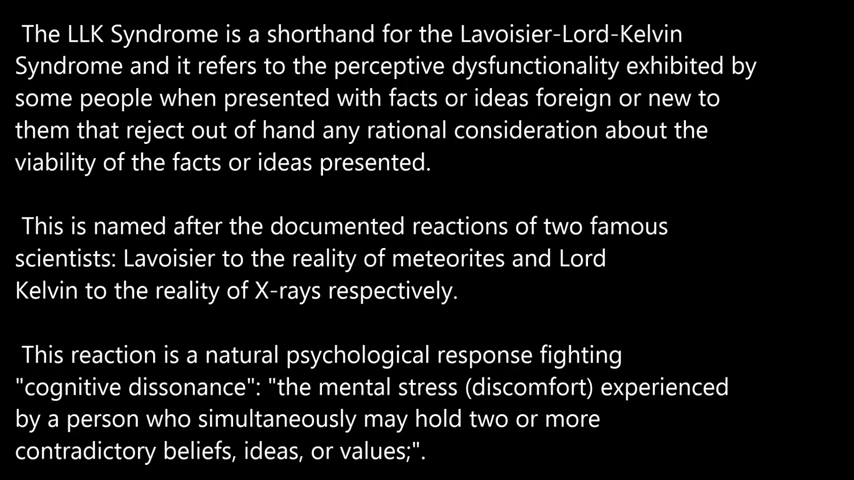 The LLK Syndrome is a shorthand for the Lavoisier-Lord-Kelvin
Syndrome and it refers to the perceptive dysfunctionality exhibited by
some people when presented with facts or ideas foreign or new to
them that reject out of hand any rational consideration about the
viability of the facts or ideas presented.
This is named after the documented reactions of two famous
scientists: Lavoisier to the reality of meteorites and Lord
Kelvin to the reality of X-rays respectively.
This reaction is a natural psychological response fighting
"cognitive dissonance": "the mental stress (discomfort) experienced
by a person who simultaneously may hold two or more
contradictory beliefs, ideas, or values;".